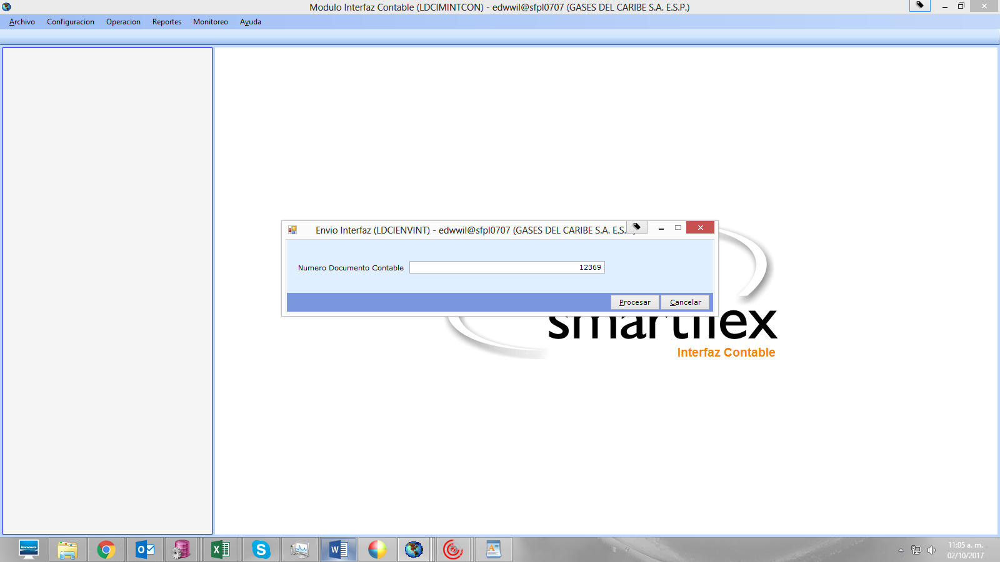 Modulo Interfaz Contable (LDCIMINTCON) - edwwil@sfpl0707 (GASES DEL CARIBE S.A. E.S.P.)
Archivo Configuracion Operacion Reportes Monitoreo Ayuda
Envio Interfaz (LDCIENVINT) - edwwil@sfpl0707 (GASES DEL CARIBE S.A. E.S.
Numero Documento Contable 12369
Procesar Cancelar
smartflex
Interfaz Contable
lenovo
11:05 a. m.
02/10/2017